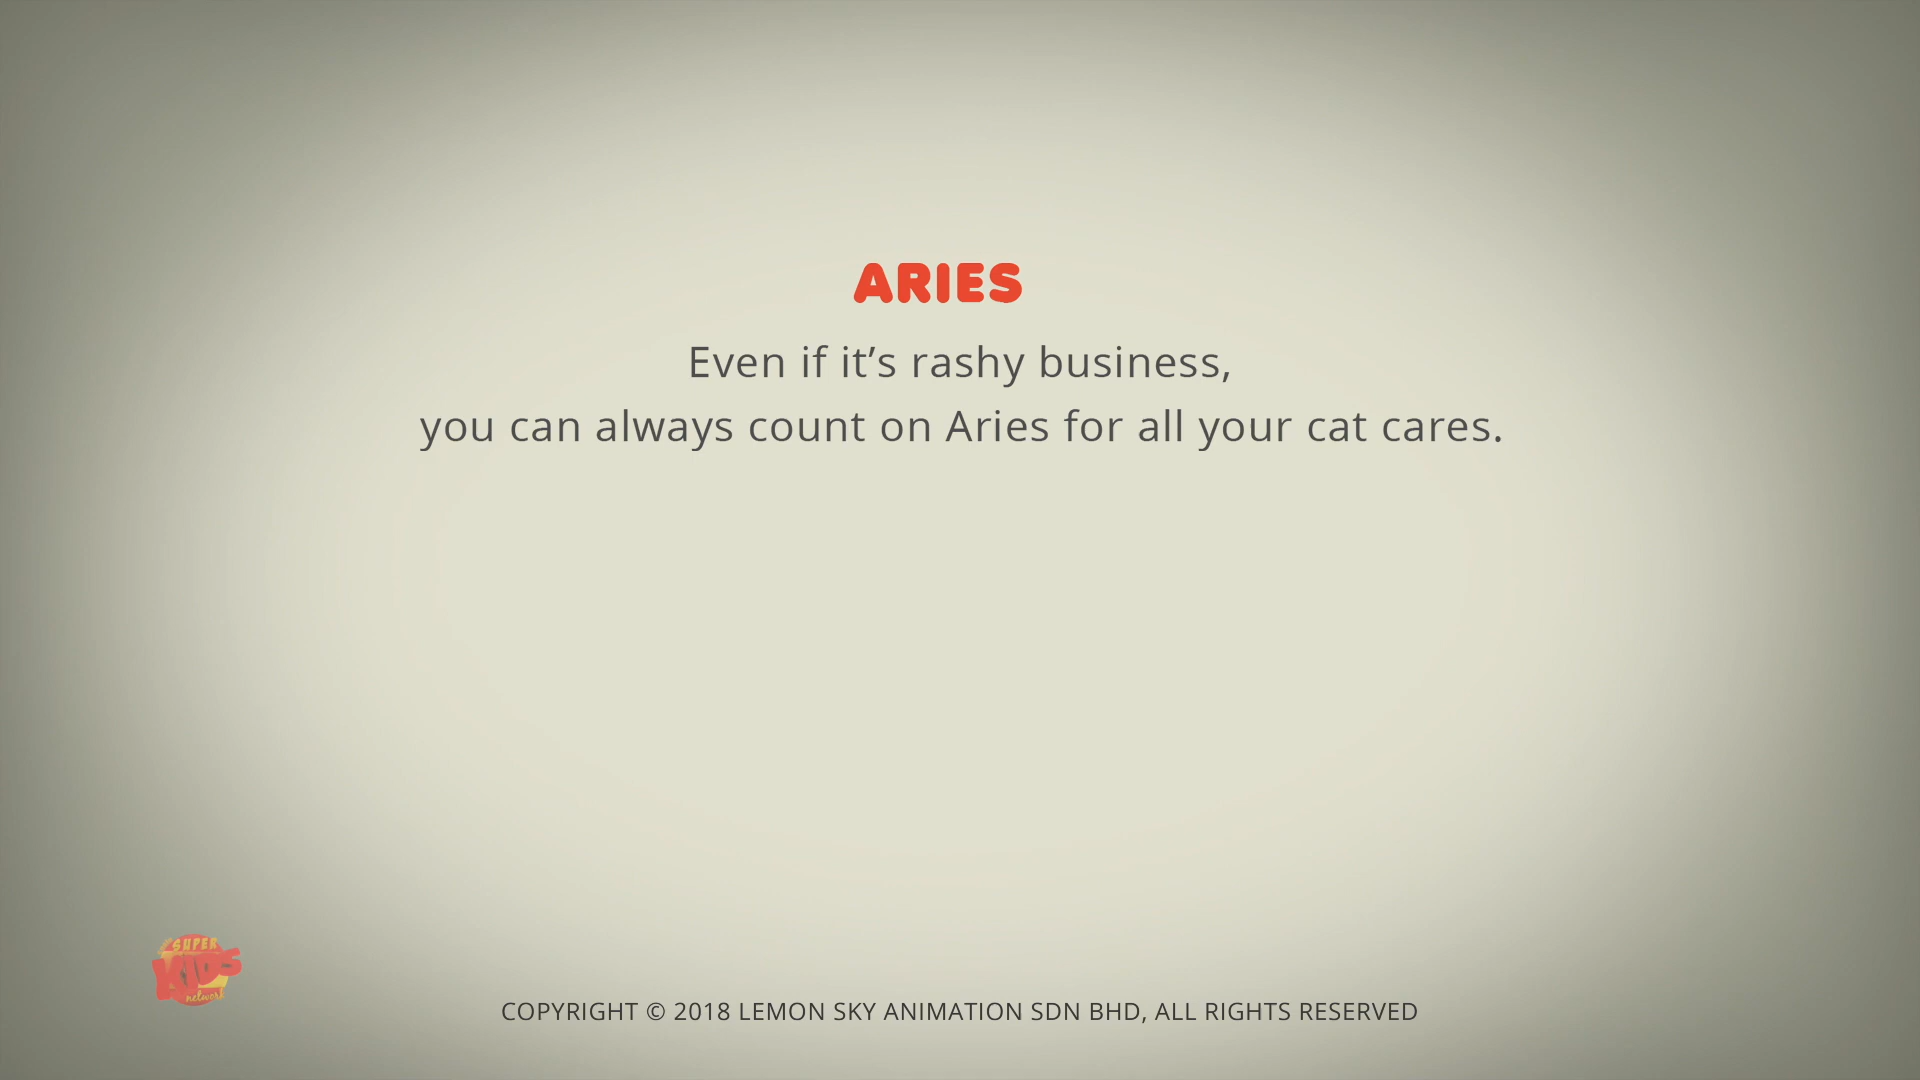 ARIES
Even if it’s rashy business,
you can always count on Aries for all your cat cares.
SUPER
KIDS
network
COPYRIGHT © 2018 LEMON SKY ANIMATION SDN BHD, ALL RIGHTS RESERVED